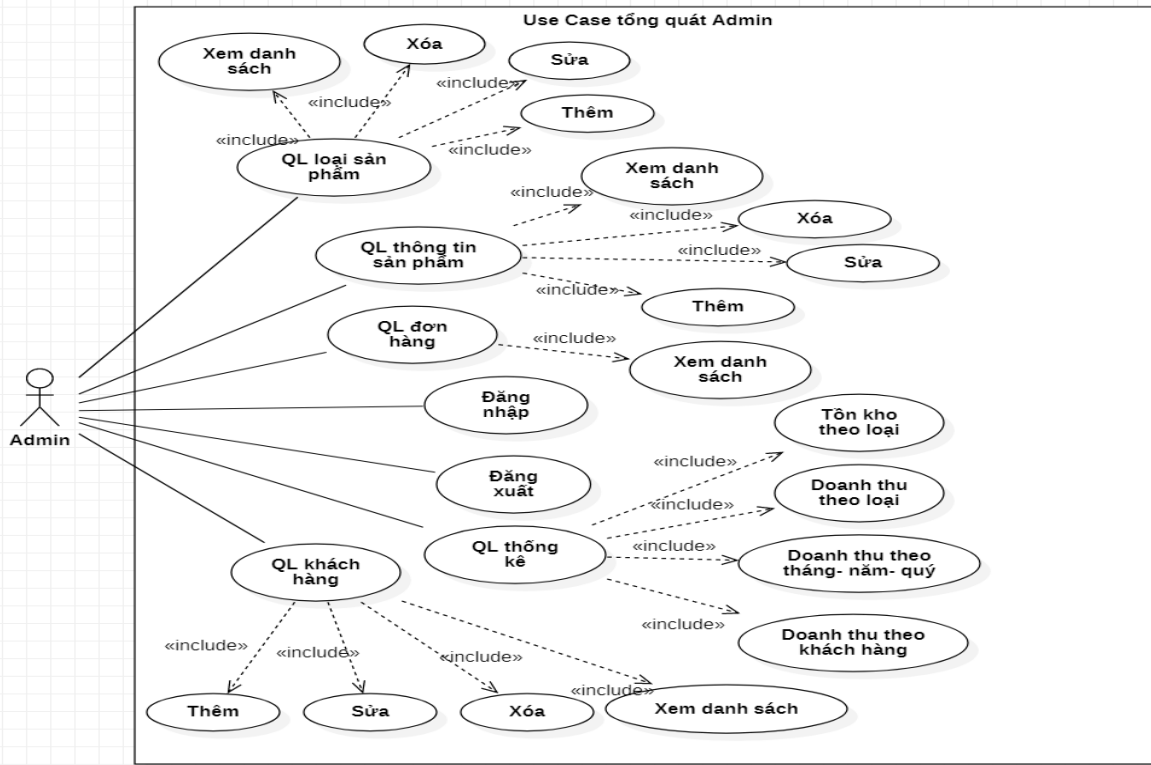 Use Case tổng quát Admin
Xem danh
sách
Xóa
Sửa
Thêm
«include»
«include»
«include»
«include»
QL loại sản
phẩm
Xem danh
sách
Xóa
Sửa
Thêm
«include»
«include»
«include»
«include»
QL thông tin
sản phẩm
QL đơn
hàng
«include»
Xem danh
sách
Admin
Đăng
nhập
Đăng
xuất
Tồn kho
theo loại
«include»
Doanh thu
theo loại
«include»
QL thống
kê
«include»
Doanh thu theo
tháng- năm- quý
«include»
Doanh thu theo
khách hàng
QL khách
hàng
«include»
«include»
«include»
«include»
Thêm
Sửa
Xóa
Xem danh sách